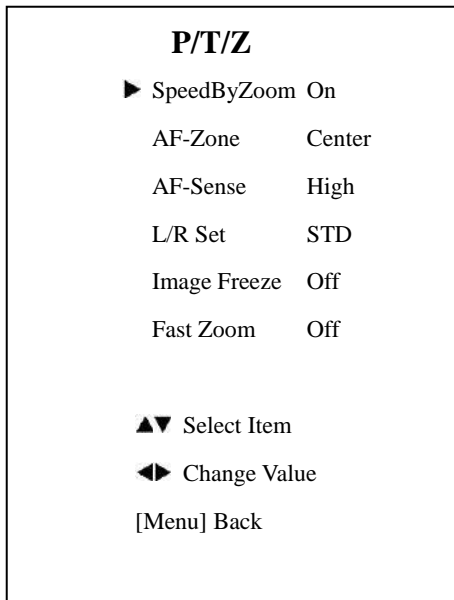 P/T/Z
▶ SpeedByZoom On
AF-Zone Center
AF-Sense High
L/R Set STD
Image Freeze Off
Fast Zoom Off
▲▼ Select Item
◀▶ Change Value
[Menu] Back